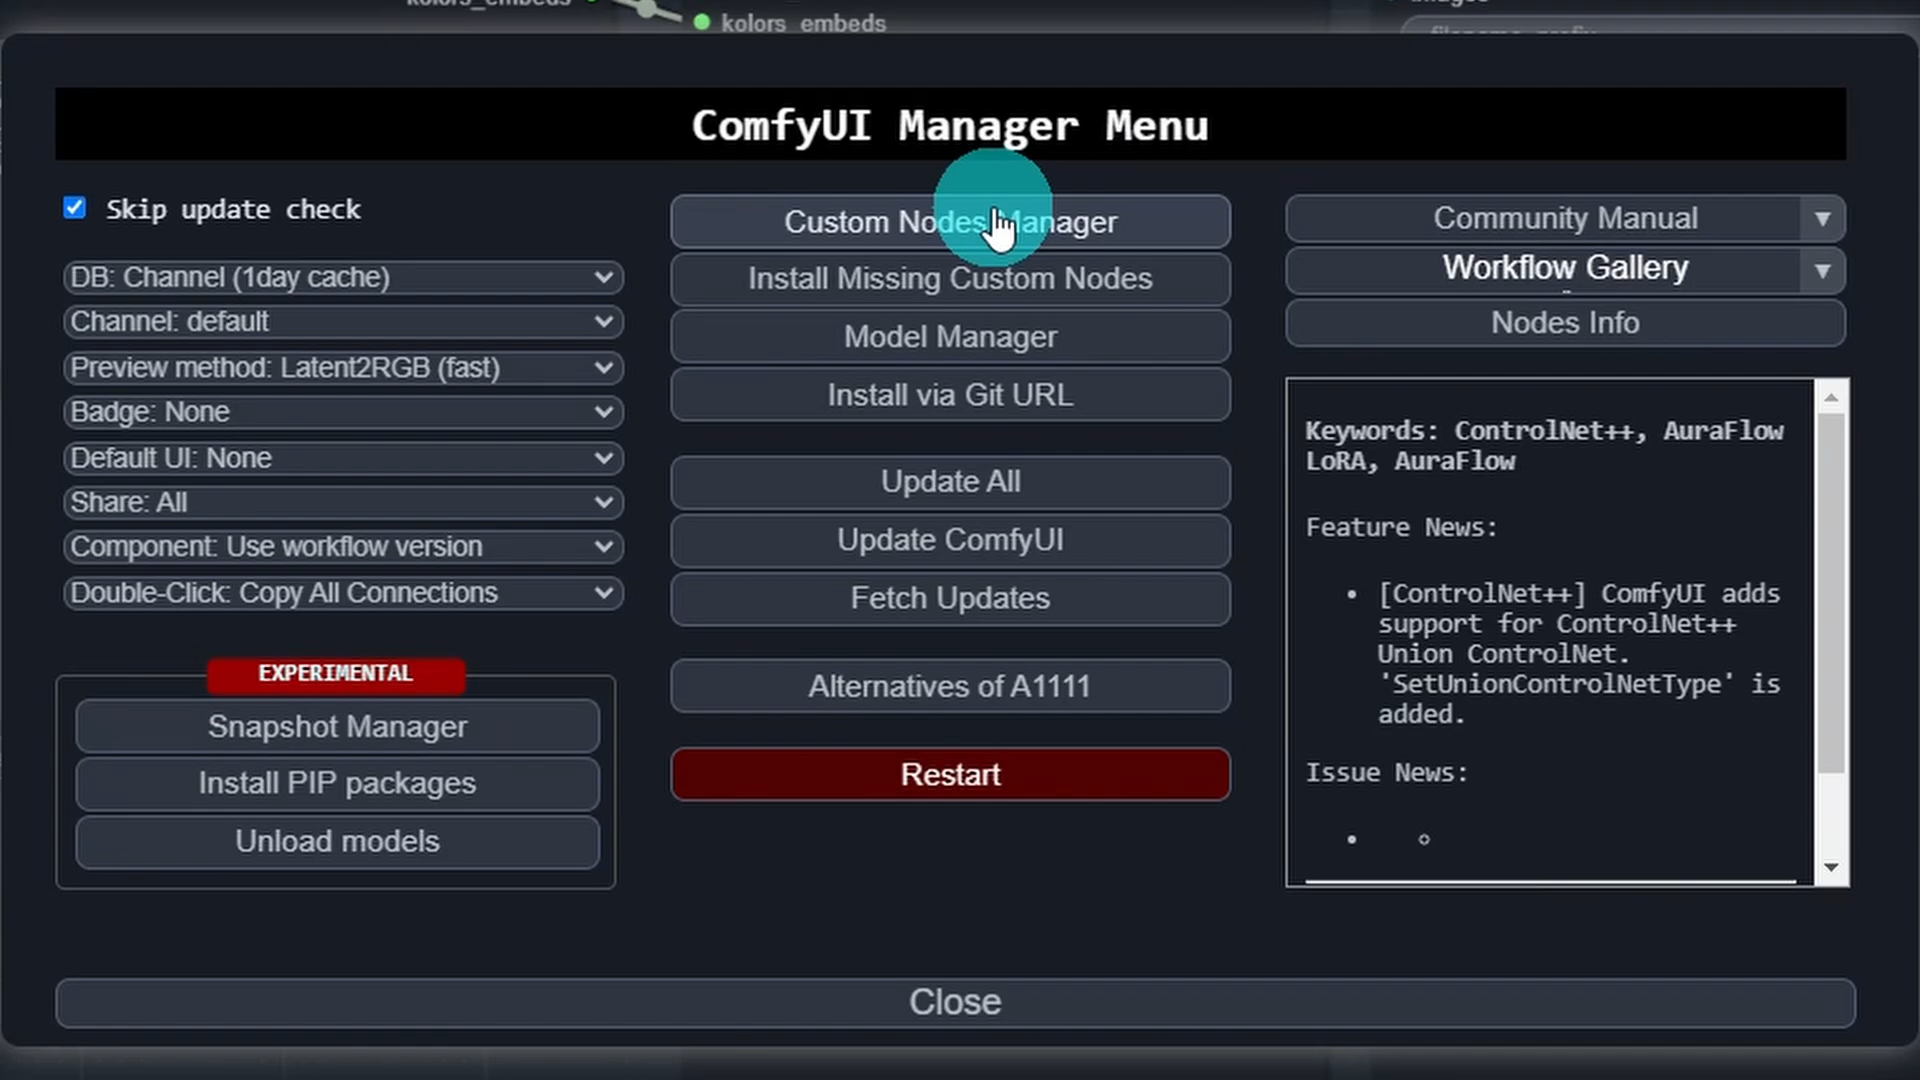 kolors_embeds
kolors_embeds
ComfyUI Manager Menu
Skip update check
DB: Channel (1day cache)
Channel: default
Preview method: Latent2RGB (fast)
Badge: None
Default UI: None
Share: All
Component: Use workflow version
Double-Click: Copy All Connections
EXPERIMENTAL
Snapshot Manager
Install PIP packages
Unload models
Custom Nodes Manager
Install Missing Custom Nodes
Model Manager
Install via Git URL
Update All
Update ComfyUI
Fetch Updates
Alternatives of A1111
Restart
Community Manual
Workflow Gallery
Nodes Info
Keywords: ControlNet++, AuraFlow
LoRA, AuraFlow
Feature News:
• [ControlNet++] ComfyUI adds
support for ControlNet++
Union ControlNet.
'SetUnionControlNetType' is
added.
Issue News:
Close